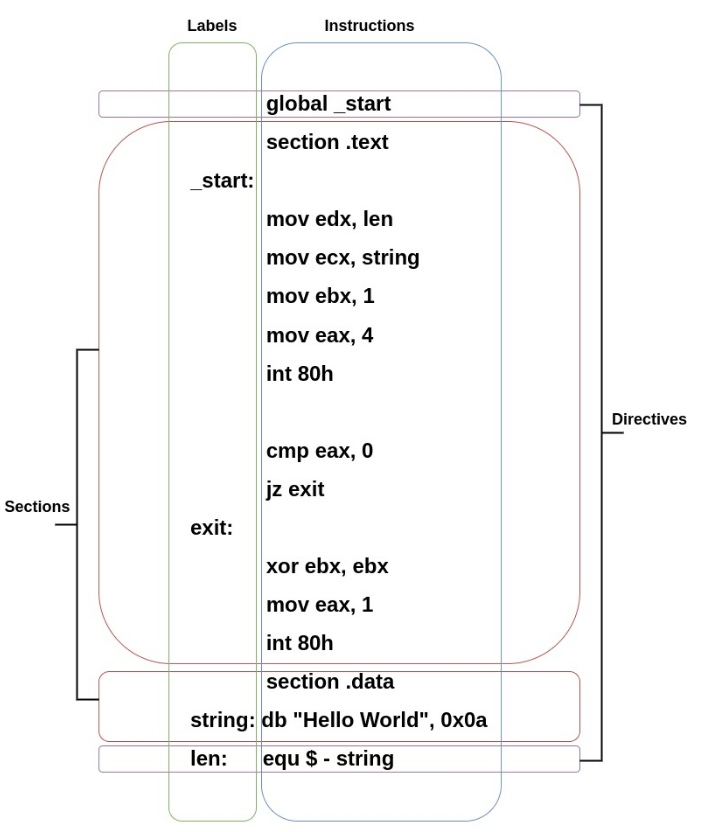 Labels Instructions
global _start
section .text
_start:
mov edx, len
mov ecx, string
mov ebx, 1
mov eax, 4
int 80h
Directives
cmp eax, 0
jz exit
Sections
exit:
xor ebx, ebx
mov eax, 1
int 80h
section .data
string: db "Hello World", 0x0a
len: equ $ - string